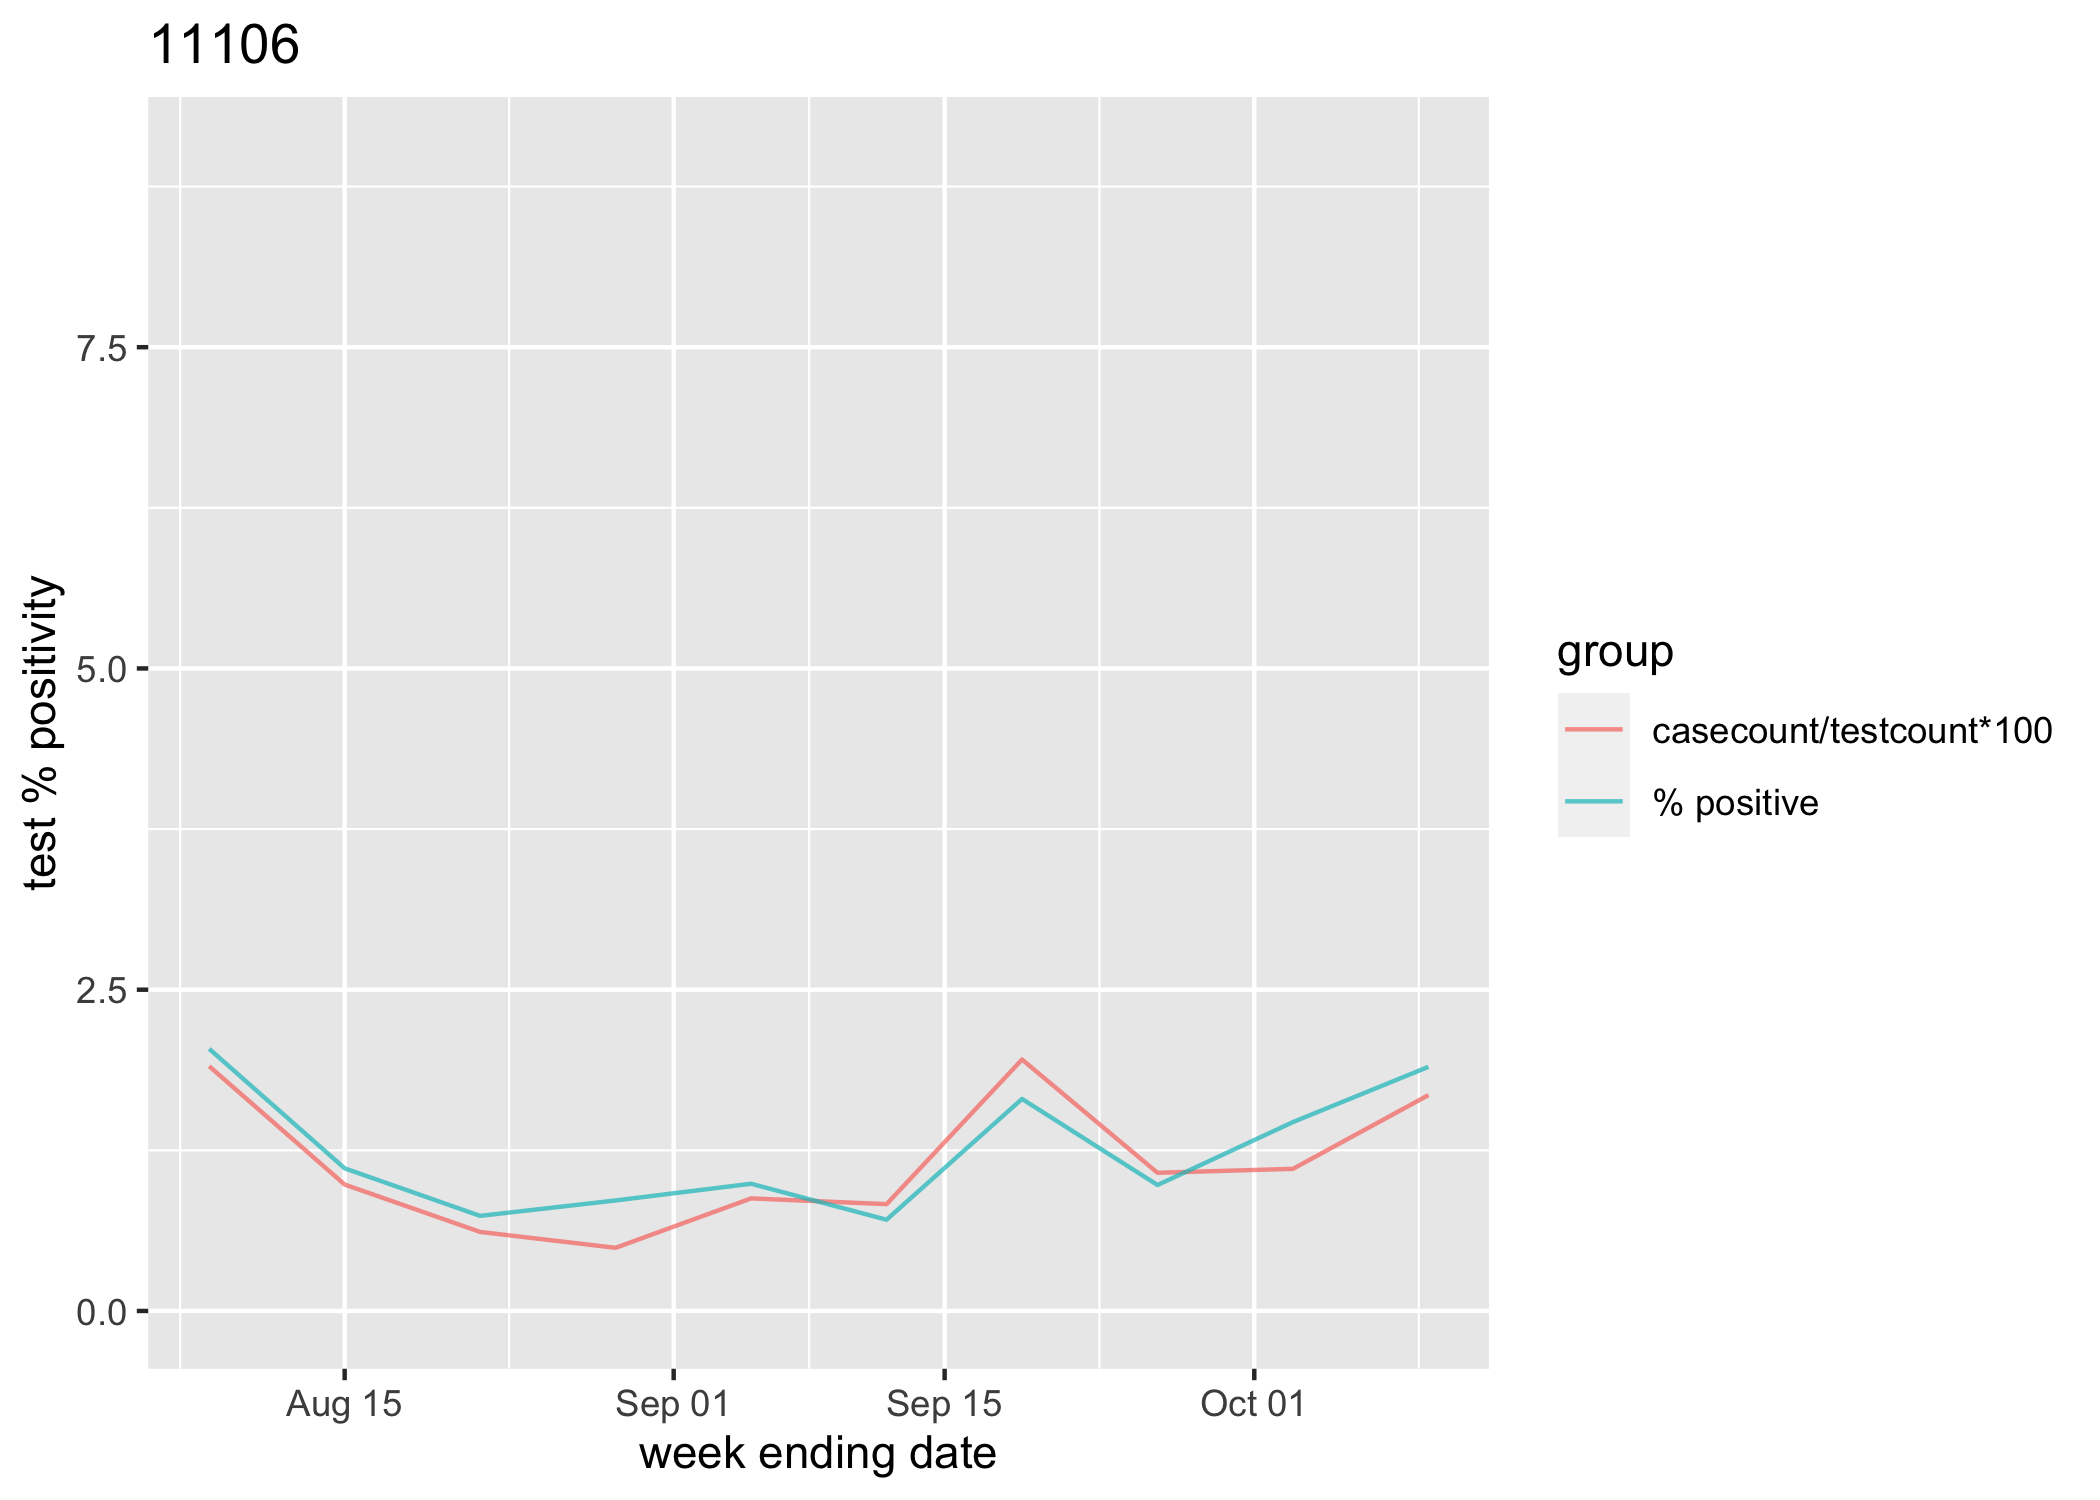 11106
test % positivity
7.5
5.0
2.5
0.0
Aug 15
Sep 01
Sep 15
Oct 01
week ending date
group
casecount/testcount*100
% positive